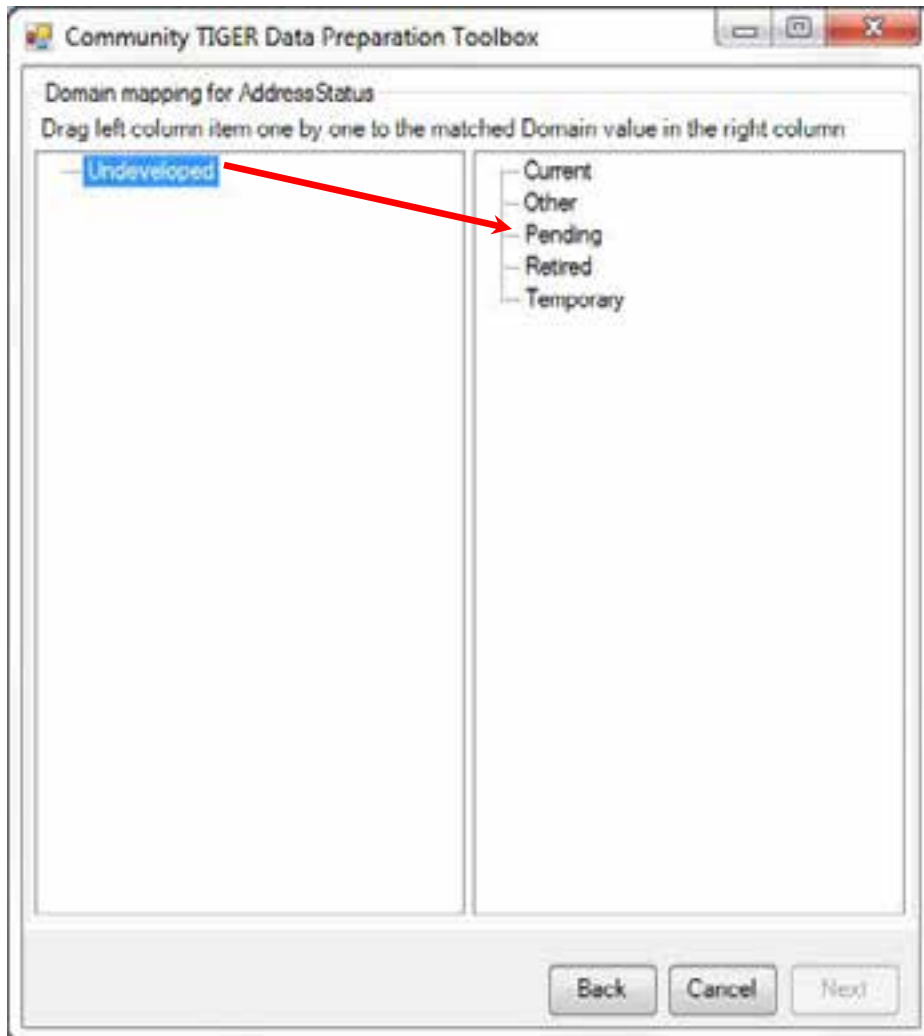 Community TIGER Data Preparation Toolbox
Domain mapping for AddressStatus
Drag left column item one by one to the matched Domain value in the right column
Undeveloped
Current
Other
Pending
Retired
Temporary
Back Cancel Next